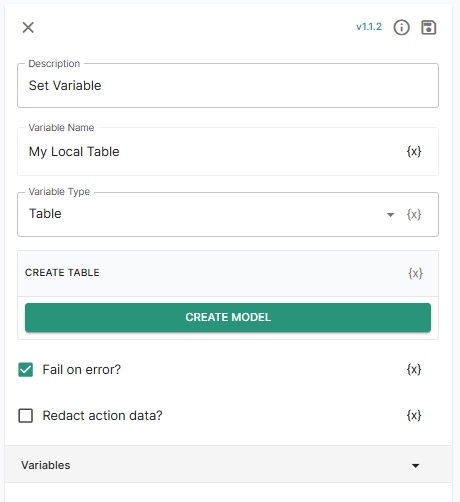 v1.1.2
Description
Set Variable
Variable Name
My Local Table {x}
Variable Type
Table {x}
CREATE TABLE {x}
CREATE MODEL
Fail on error? {x}
Redact action data? {x}
Variables